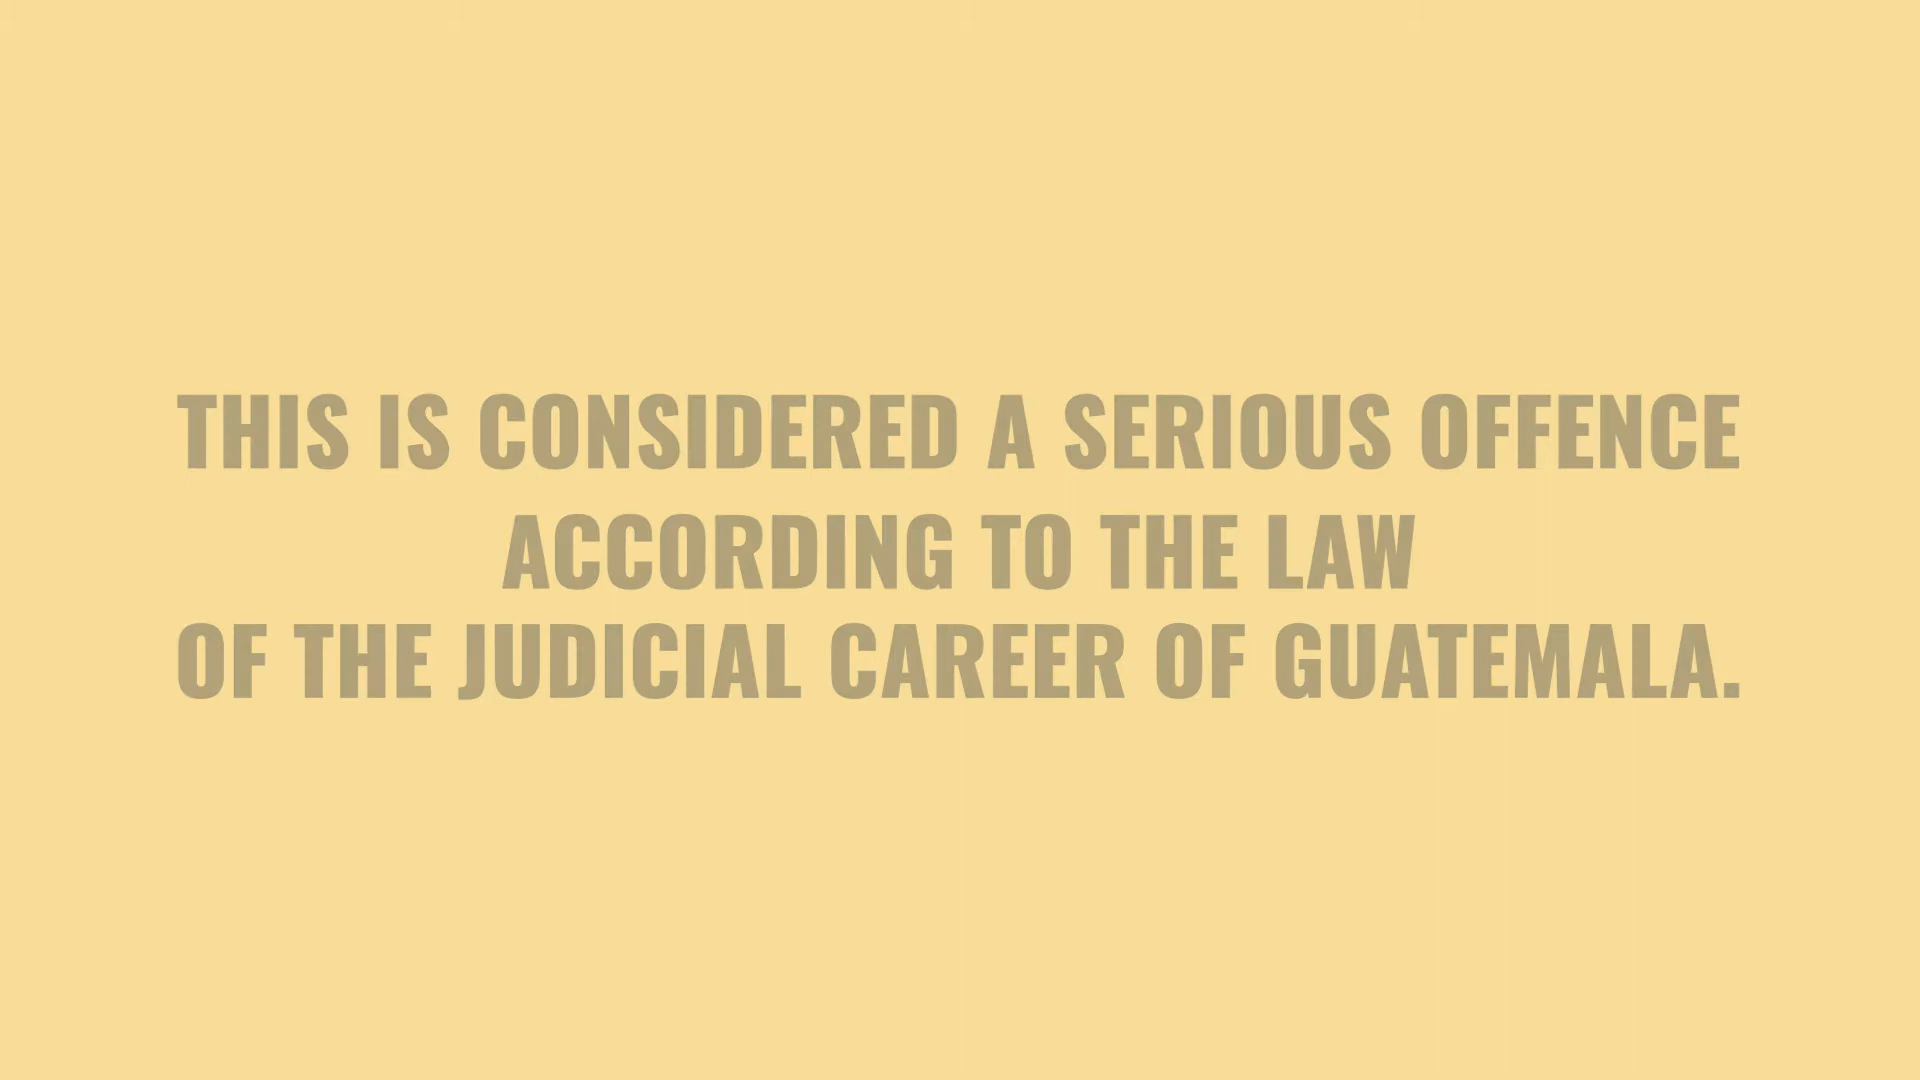 THIS IS CONSIDERED A SERIOUS OFFENCE
ACCORDING TO THE LAW
OF THE JUDICIAL CAREER OF GUATEMALA.